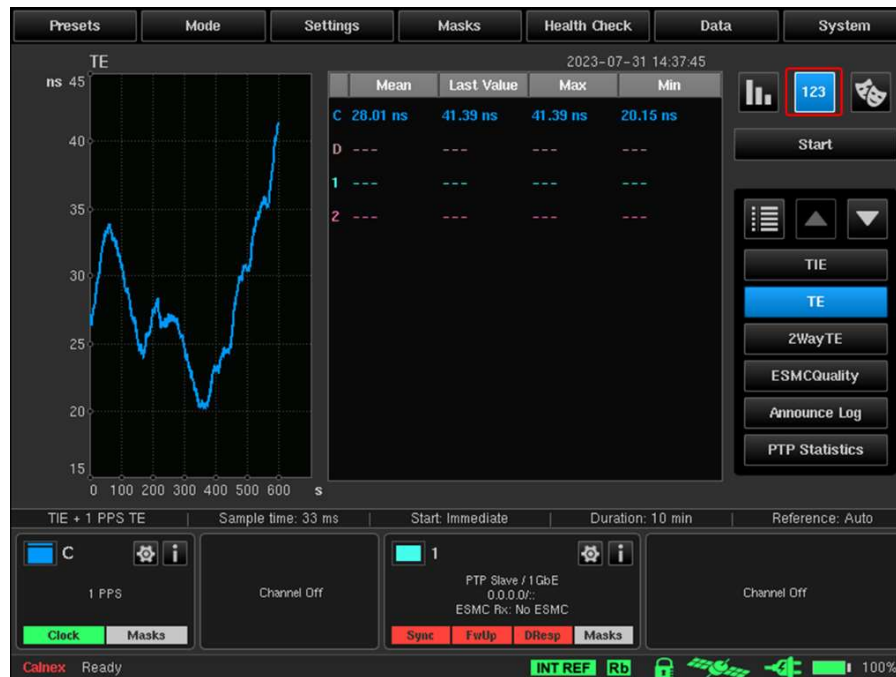 Presets Mode Settings Masks Health Check Data System
TE 2023-07-31 14:37:45
ns 45
40
35
30
25
20
15
0 100 200 300 400 500 600 s
Mean Last Value Max Min
C 28.01 ns 41.39 ns 41.39 ns 20.15 ns
D --- --- --- ---
1 --- --- --- ---
2 --- --- --- ---
123
Start
TIE
TE
2WayTE
ESMCQuality
Announce Log
PTP Statistics
TIE + 1 PPS TE | Sample time: 33 ms | Start: Immediate | Duration: 10 min | Reference: Auto
C i
1 PPS
Clock Masks
Channel Off
1 i
PTP Slave / 1GbE
0.0.0.0/::
ESMC Rx: No ESMC
Sync FwUp DResp Masks
Channel Off
Calnex Ready INT REF Rb 100%